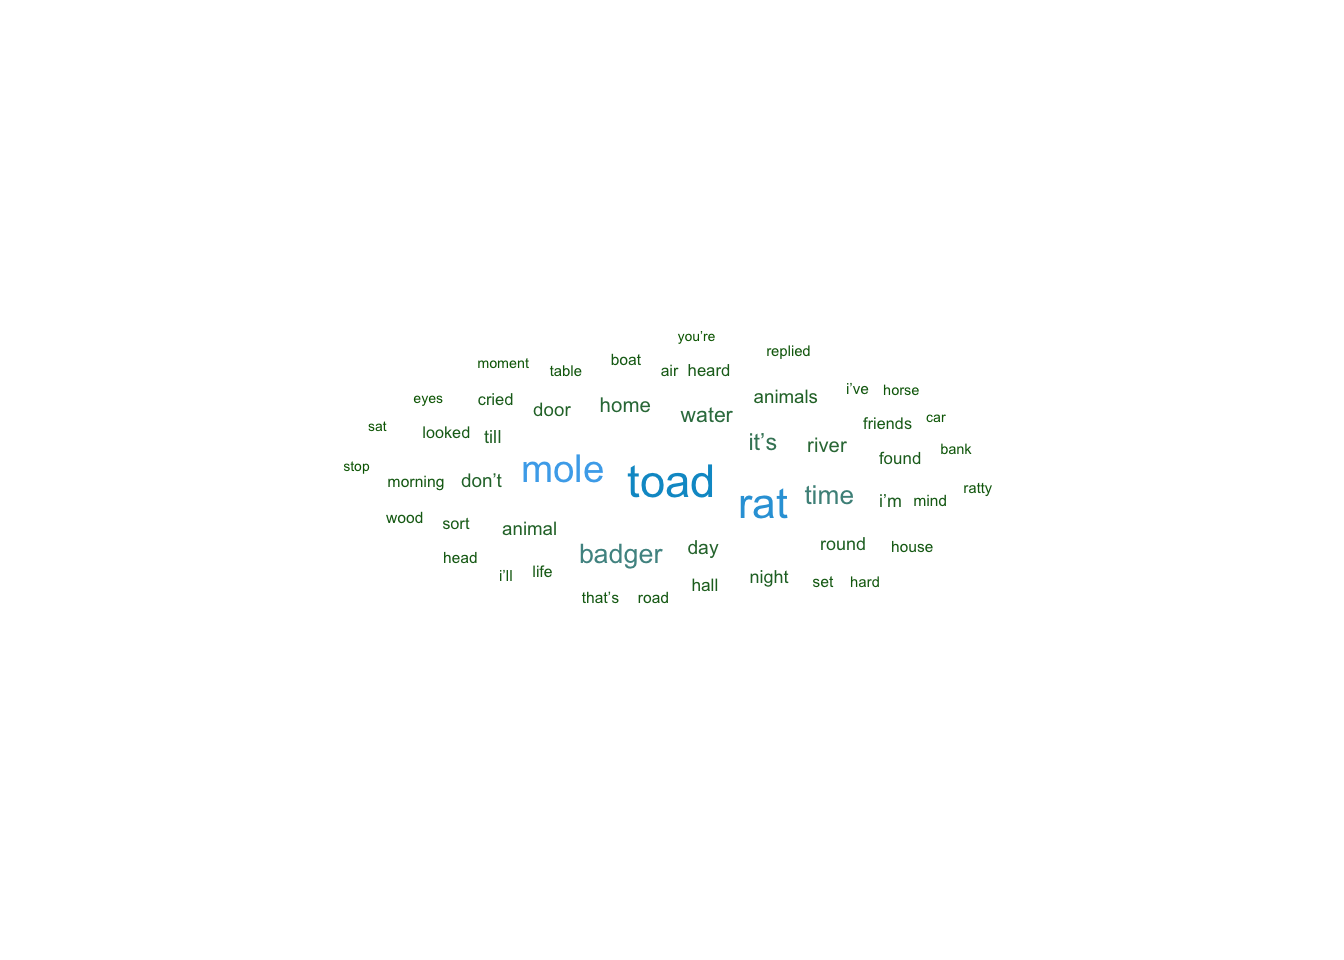 you’re
replied
moment table boat air heard
eyes cried door home water animals i’ve horse
sat looked till it’s river friends car
stop morning don’t mole toad rat time found bank
wood sort animal i’m mind ratty
head i’ll life badger day round house
that’s road hall night set hard